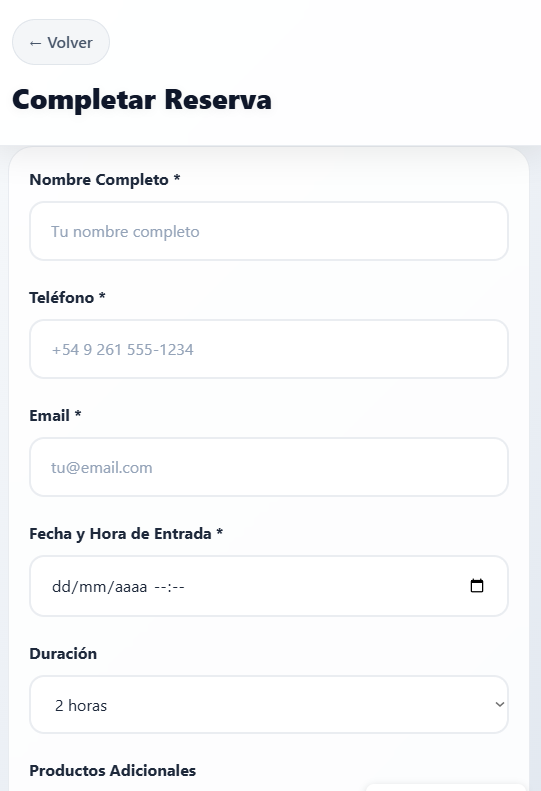 ← Volver
Completar Reserva
Nombre Completo *
Tu nombre completo
Teléfono *
+54 9 261 555-1234
Email *
tu@email.com
Fecha y Hora de Entrada *
dd/mm/aaaa --:--
Duración
2 horas
Productos Adicionales